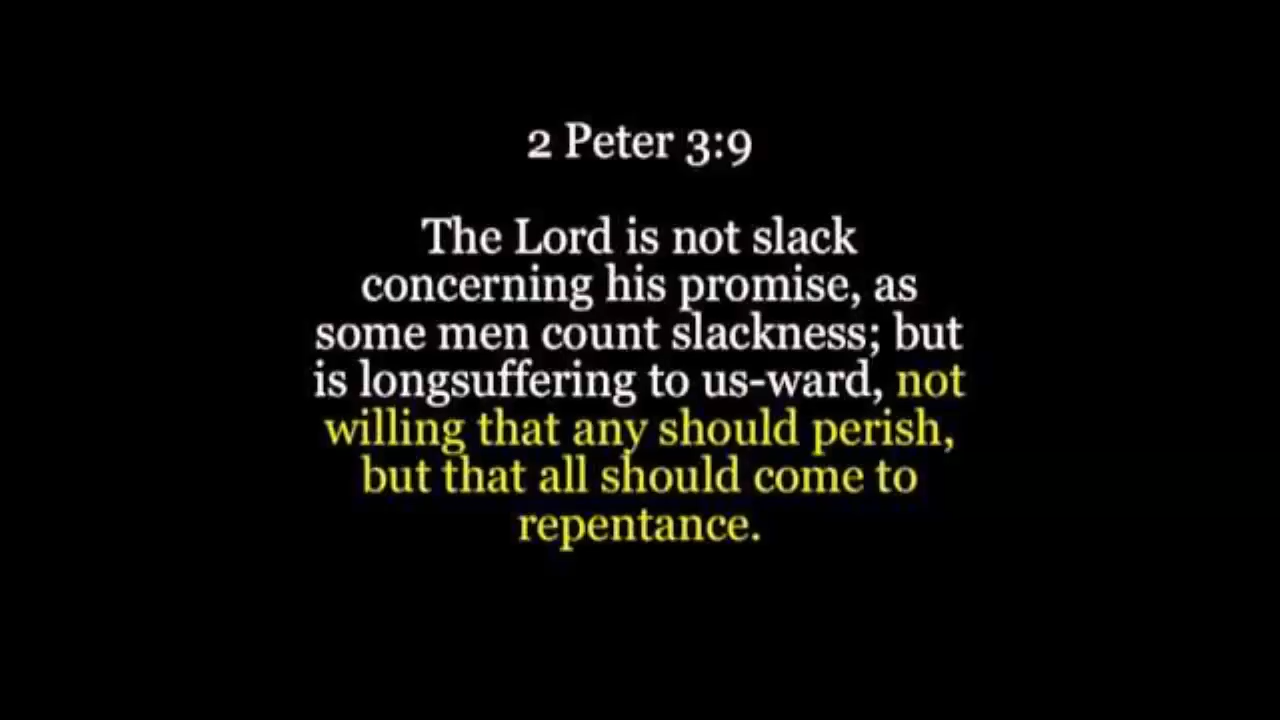 2 Peter 3:9
The Lord is not slack
concerning his promise, as
some men count slackness; but
is longsuffering to us-ward, not
willing that any should perish,
but that all should come to
repentance.